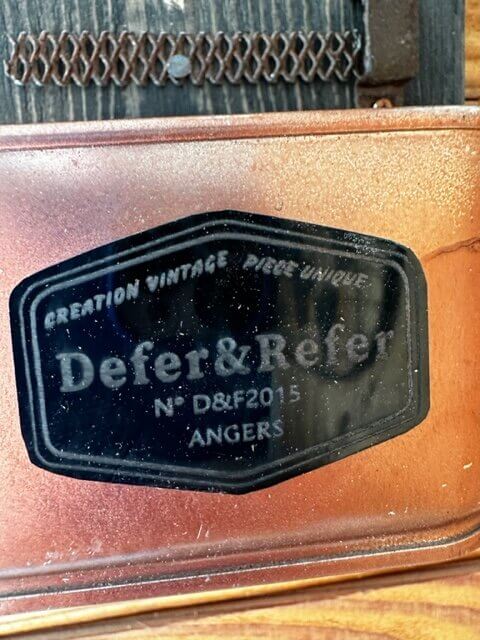 CREATION VINTAGE PIECE UNIQUE
Defer&Refer
N° D&F2015
ANGERS